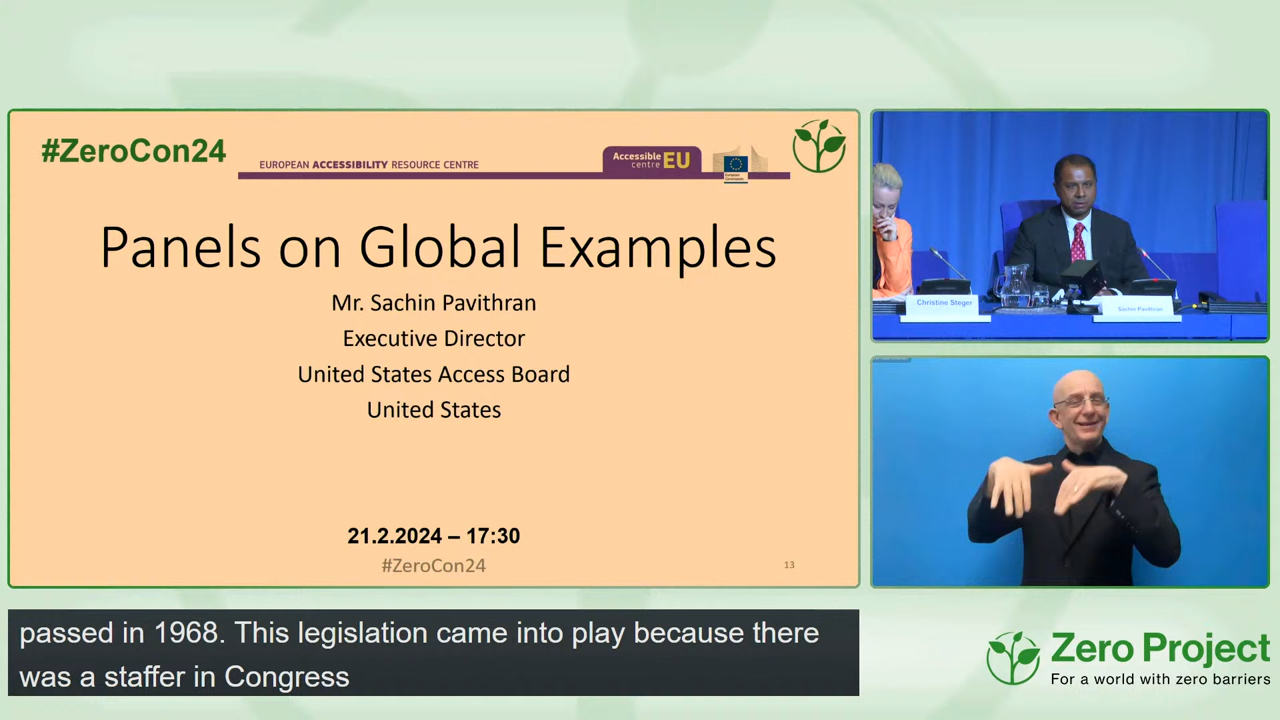 #ZeroCon24
EUROPEAN ACCESSIBILITY RESOURCE CENTRE
Accessible
centre EU
European
Commission
Panels on Global Examples
Mr. Sachin Pavithran
Executive Director
United States Access Board
United States
21.2.2024 – 17:30
#ZeroCon24
13
Christine Steger
Sachin Pavithran
passed in 1968. This legislation came into play because there
was a staffer in Congress
Zero Project
For a world with zero barriers